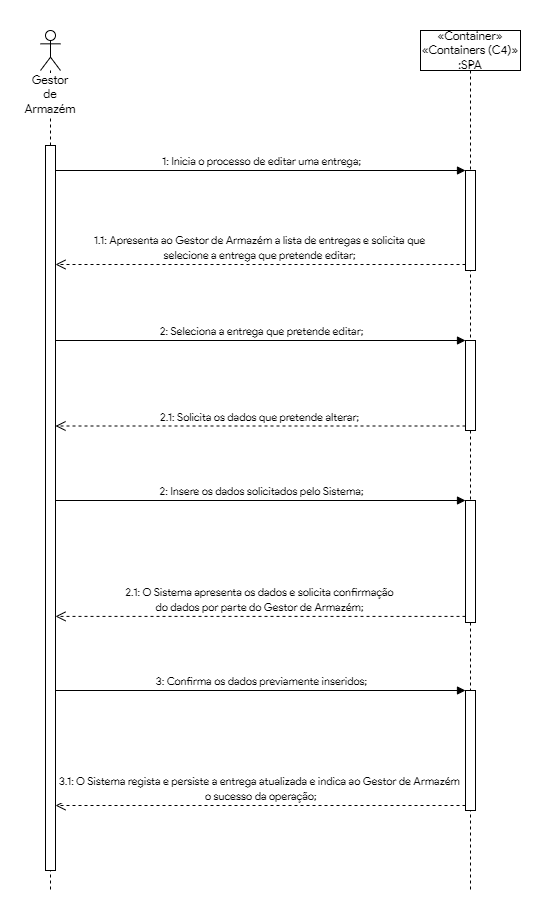 «Container»
«Containers (C4)»
:SPA
Gestor
de
Armazém
1: Inicia o processo de editar uma entrega;
1.1: Apresenta ao Gestor de Armazém a lista de entregas e solicita que
selecione a entrega que pretende editar;
2: Seleciona a entrega que pretende editar;
2.1: Solicita os dados que pretende alterar;
2: Insere os dados solicitados pelo Sistema;
2.1: O Sistema apresenta os dados e solicita confirmação
do dados por parte do Gestor de Armazém;
3: Confirma os dados previamente inseridos;
3.1: O Sistema regista e persiste a entrega atualizada e indica ao Gestor de Armazém
o sucesso da operação;